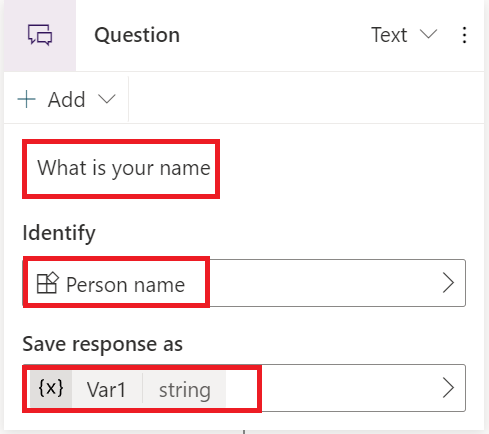 Question Text
+ Add
What is your name
Identify
Person name
Save response as
{x} Var1 string